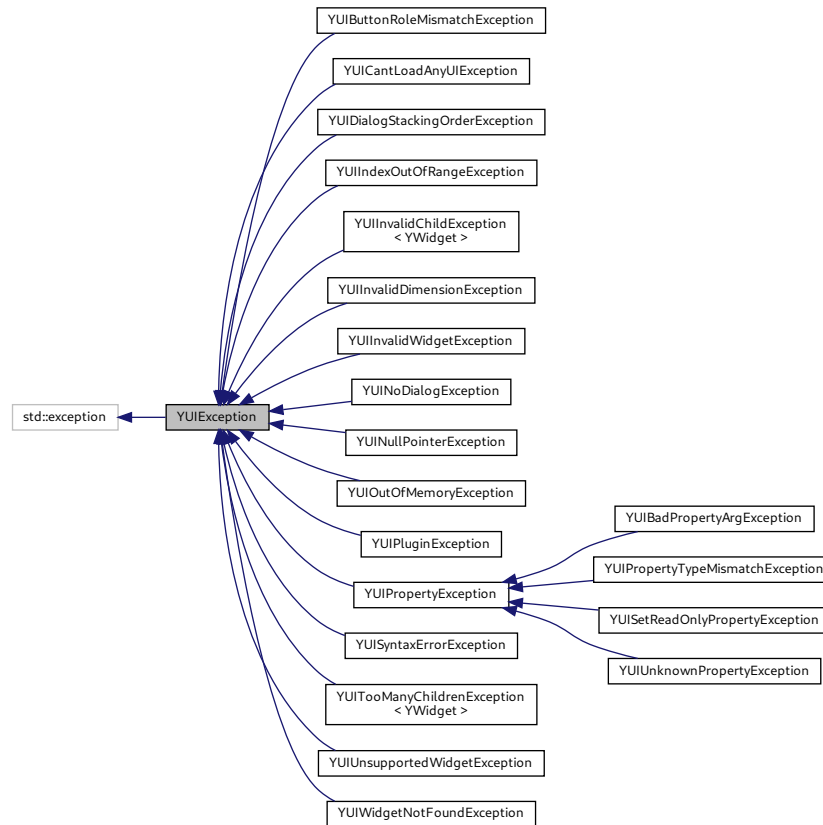 YUIButtonRoleMismatchException
YUICantLoadAnyUIException
YUIDialogStackingOrderException
YUIIndexOutOfRangeException
YUIInvalidChildException
< YWidget >
YUIInvalidDimensionException
YUIInvalidWidgetException
YUINoDialogException
std::exception
YUIException
YUINullPointerException
YUIOutOfMemoryException
YUIBadPropertyArgException
YUIPluginException
YUIPropertyTypeMismatchException
YUIPropertyException
YUISetReadOnlyPropertyException
YUISyntaxErrorException
YUIUnknownPropertyException
YUITooManyChildrenException
< YWidget >
YUIUnsupportedWidgetException
YUIWidgetNotFoundException